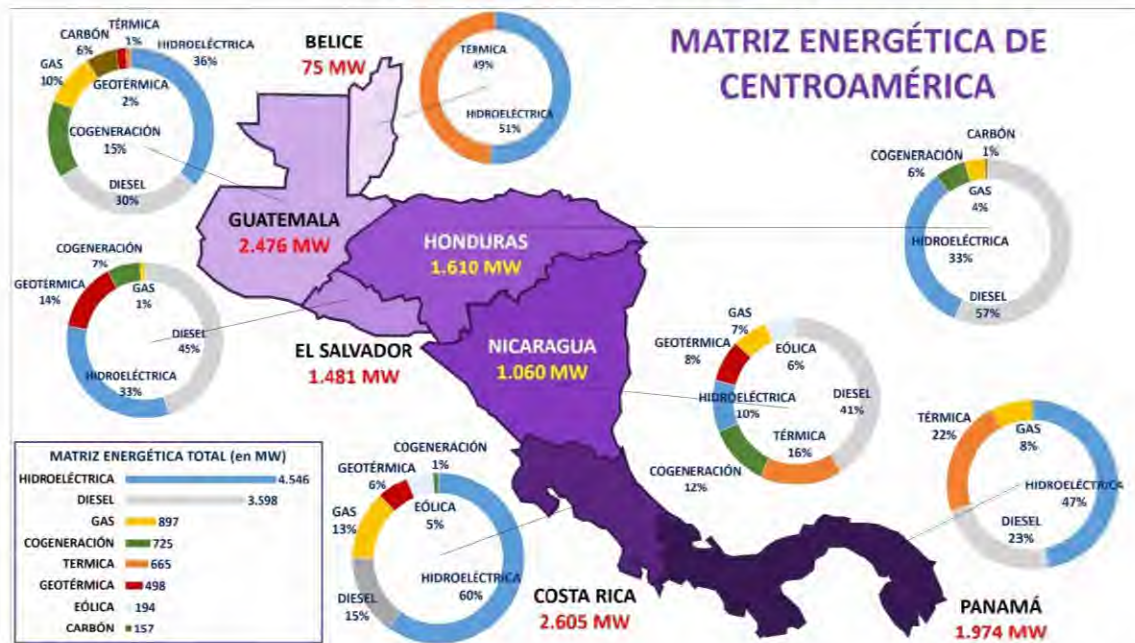 MATRIZ ENERGÉTICA DE
CENTROAMÉRICA
TÉRMICA
1%
CARBÓN
6%
HIDROELÉCTRICA
36%
GAS
10%
GEOTÉRMICA
2%
COGENERACIÓN
15%
DIESEL
30%
BELICE
75 MW
TÉRMICA
49%
HIDROELÉCTRICA
51%
GUATEMALA
2.476 MW
HONDURAS
1.610 MW
CARBÓN
1%
COGENERACIÓN
6%
GAS
4%
HIDROELÉCTRICA
33%
DIESEL
57%
COGENERACIÓN
7%
GEOTÉRMICA
14%
GAS
1%
DIESEL
45%
HIDROELÉCTRICA
33%
EL SALVADOR
1.481 MW
NICARAGUA
1.060 MW
GAS
7%
EÓLICA
6%
GEOTÉRMICA
8%
HIDROELÉCTRICA
10%
DIESEL
41%
TÉRMICA
16%
COGENERACIÓN
12%
TÉRMICA
22%
GAS
8%
HIDROELÉCTRICA
47%
DIESEL
23%
MATRIZ ENERGÉTICA TOTAL (en MW)
HIDROELÉCTRICA 4.546
DIESEL 3.598
GAS 897
COGENERACIÓN 725
TERMICA 665
GEOTÉRMICA 498
EÓLICA 194
CARBÓN 157
COGENERACIÓN
1%
GEOTÉRMICA
6%
EÓLICA
5%
GAS
13%
DIESEL
15%
HIDROELÉCTRICA
60%
COSTA RICA
2.605 MW
PANAMÁ
1.974 MW